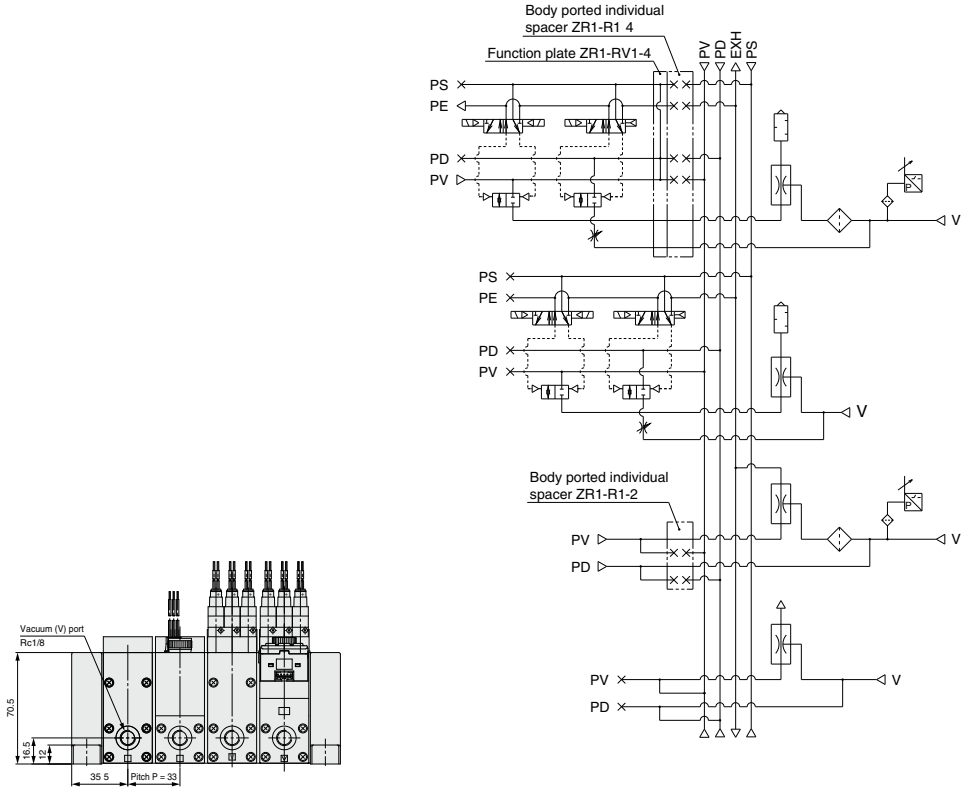 Body ported individual
spacer ZR1-R1 4
Function plate ZR1-RV1-4
PV
PD
EXH
PS
PS
PE
PD
PV
P
V
PS
PE
PD
PV
V
Body ported individual
spacer ZR1-R1-2
P
PV
V
PD
PV
V
PD
Vacuum (V) port
Rc1/8
70.5
16.5
12
35 5
Pitch P = 33